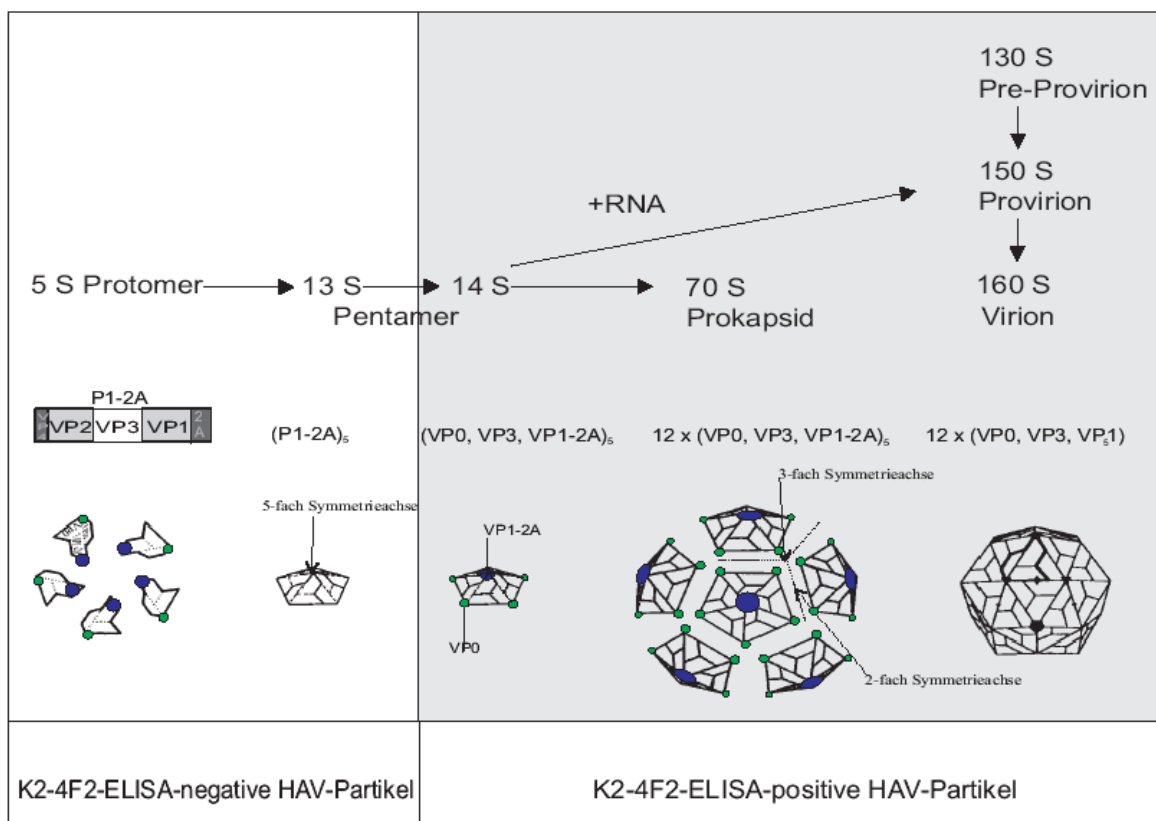 130 S
Pre-Provirion
150 S
Provirion
+RNA
5 S Protomer
13 S
Pentamer
14 S
70 S
Prokapsid
160 S
Virion
P1-2A
VP2 VP3 VP1 2A
(P1-2A)₅
(VP0, VP3, VP1-2A)₅
12 x (VP0, VP3, VP1-2A)₅
12 x (VP0, VP3, VP₅1)
3-fach Symmetrieachse
5-fach Symmetrieachse
VP1-2A
VP0
2-fach Symmetrieachse
K2-4F2-ELISA-negative HAV-Partikel
K2-4F2-ELISA-positive HAV-Partikel